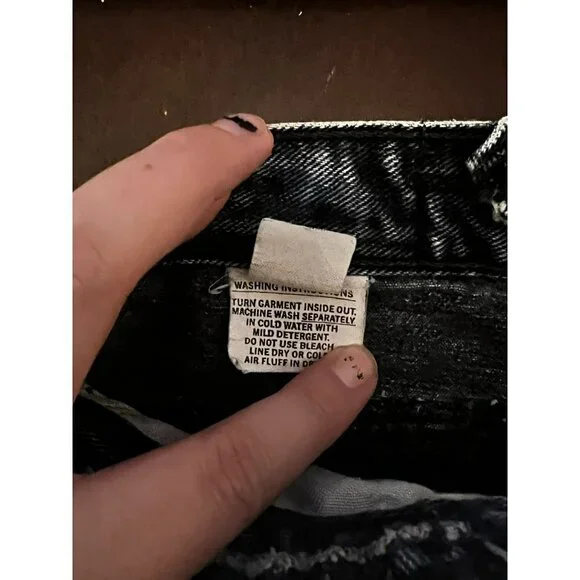 WASHING INSTRUCTIONS
TURN GARMENT INSIDE OUT.
MACHINE WASH SEPARATELY
IN COLD WATER WITH
MILD DETERGENT.
DO NOT USE BLEACH
LINE DRY OR
AIR FLUFF IN